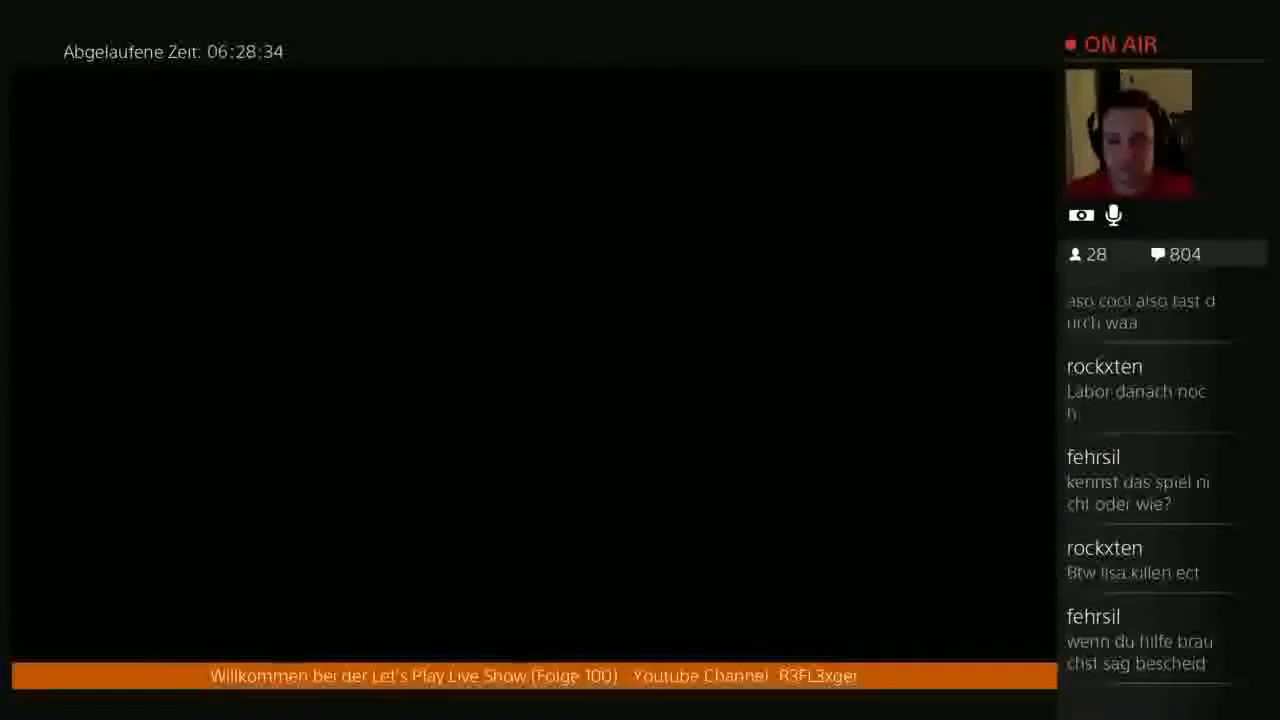 Abgelaufene Zeit: 06:28:34
ON AIR
28 804
aso cool also fast d
urch waa
rockxten
Labor danach noc
h
fehrsil
kennst das spiel ni
cht oder wie?
rockxten
Btw lisa killen ect
fehrsil
wenn du hilfe brau
chst sag bescheid
Willkommen bei der Let's Play Live Show (Folge 100) Youtube Channel R3FL3xger